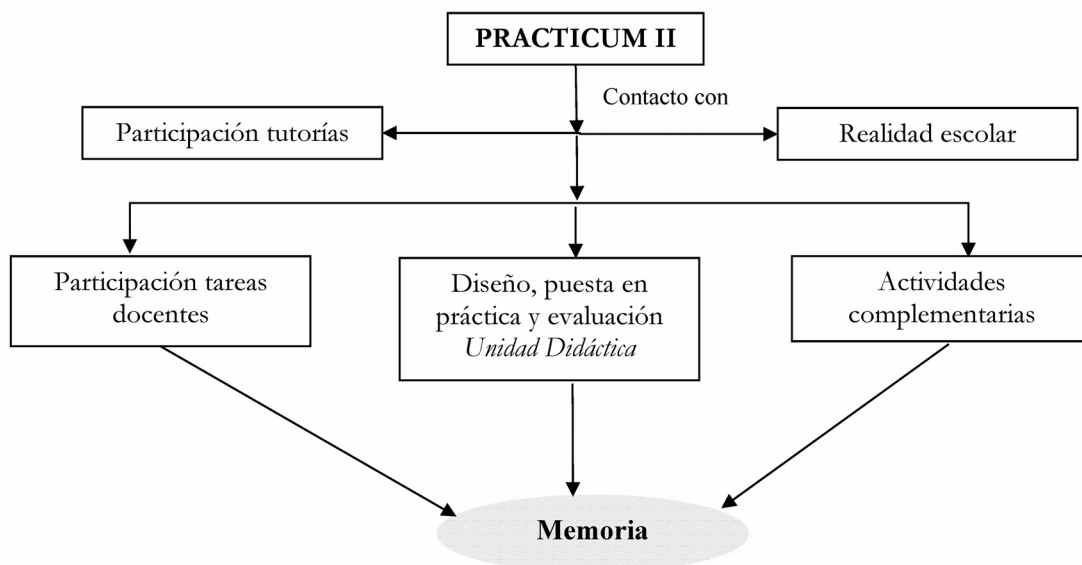 PRACTICUM II
Contacto con
Participación tutorías
Realidad escolar
Participación tareas
docentes
Diseño, puesta en
práctica y evaluación
Unidad Didáctica
Actividades
complementarias
Memoria